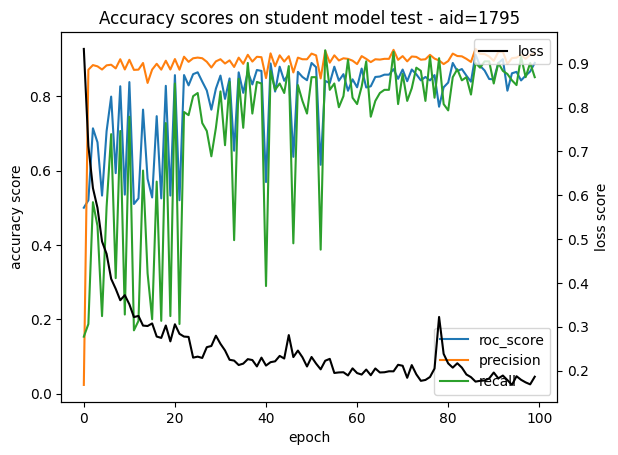 Accuracy scores on student model test - aid=1795
loss
accuracy score
0.8
0.6
0.4
0.2
0.0
0.9
0.8
0.7
0.6
0.5
0.4
0.3
0.2
loss score
roc_score
precision
recall
0
20
40
60
80
100
epoch